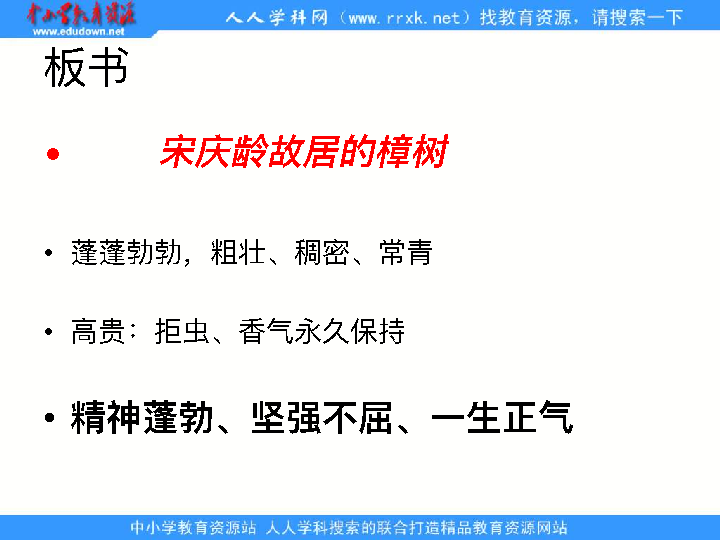 中小学教育资源
www.edudown.net
人人学科网（www.rrxk.net）找教育资源，请搜索一下
板书
• 宋庆龄故居的樟树
• 蓬蓬勃勃，粗壮、稠密、常青
• 高贵：拒虫、香气永久保持
• 精神蓬勃、坚强不屈、一生正气
中小学教育资源站 人人学科搜索的联合打造精品教育资源网站